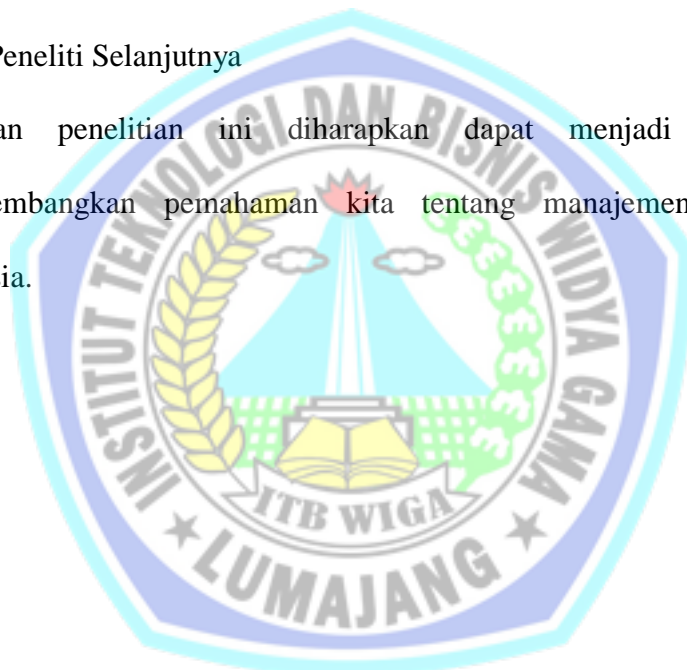 Peneliti Selanjutnya
an penelitian ini diharapkan dapat menjadi
embangkan pemahaman kita tentang manajemen
sia.
INSTITUT TEKNOLOGI DAN BISNIS WIDYA GAMA
ITB WIGA
LUMAJANG